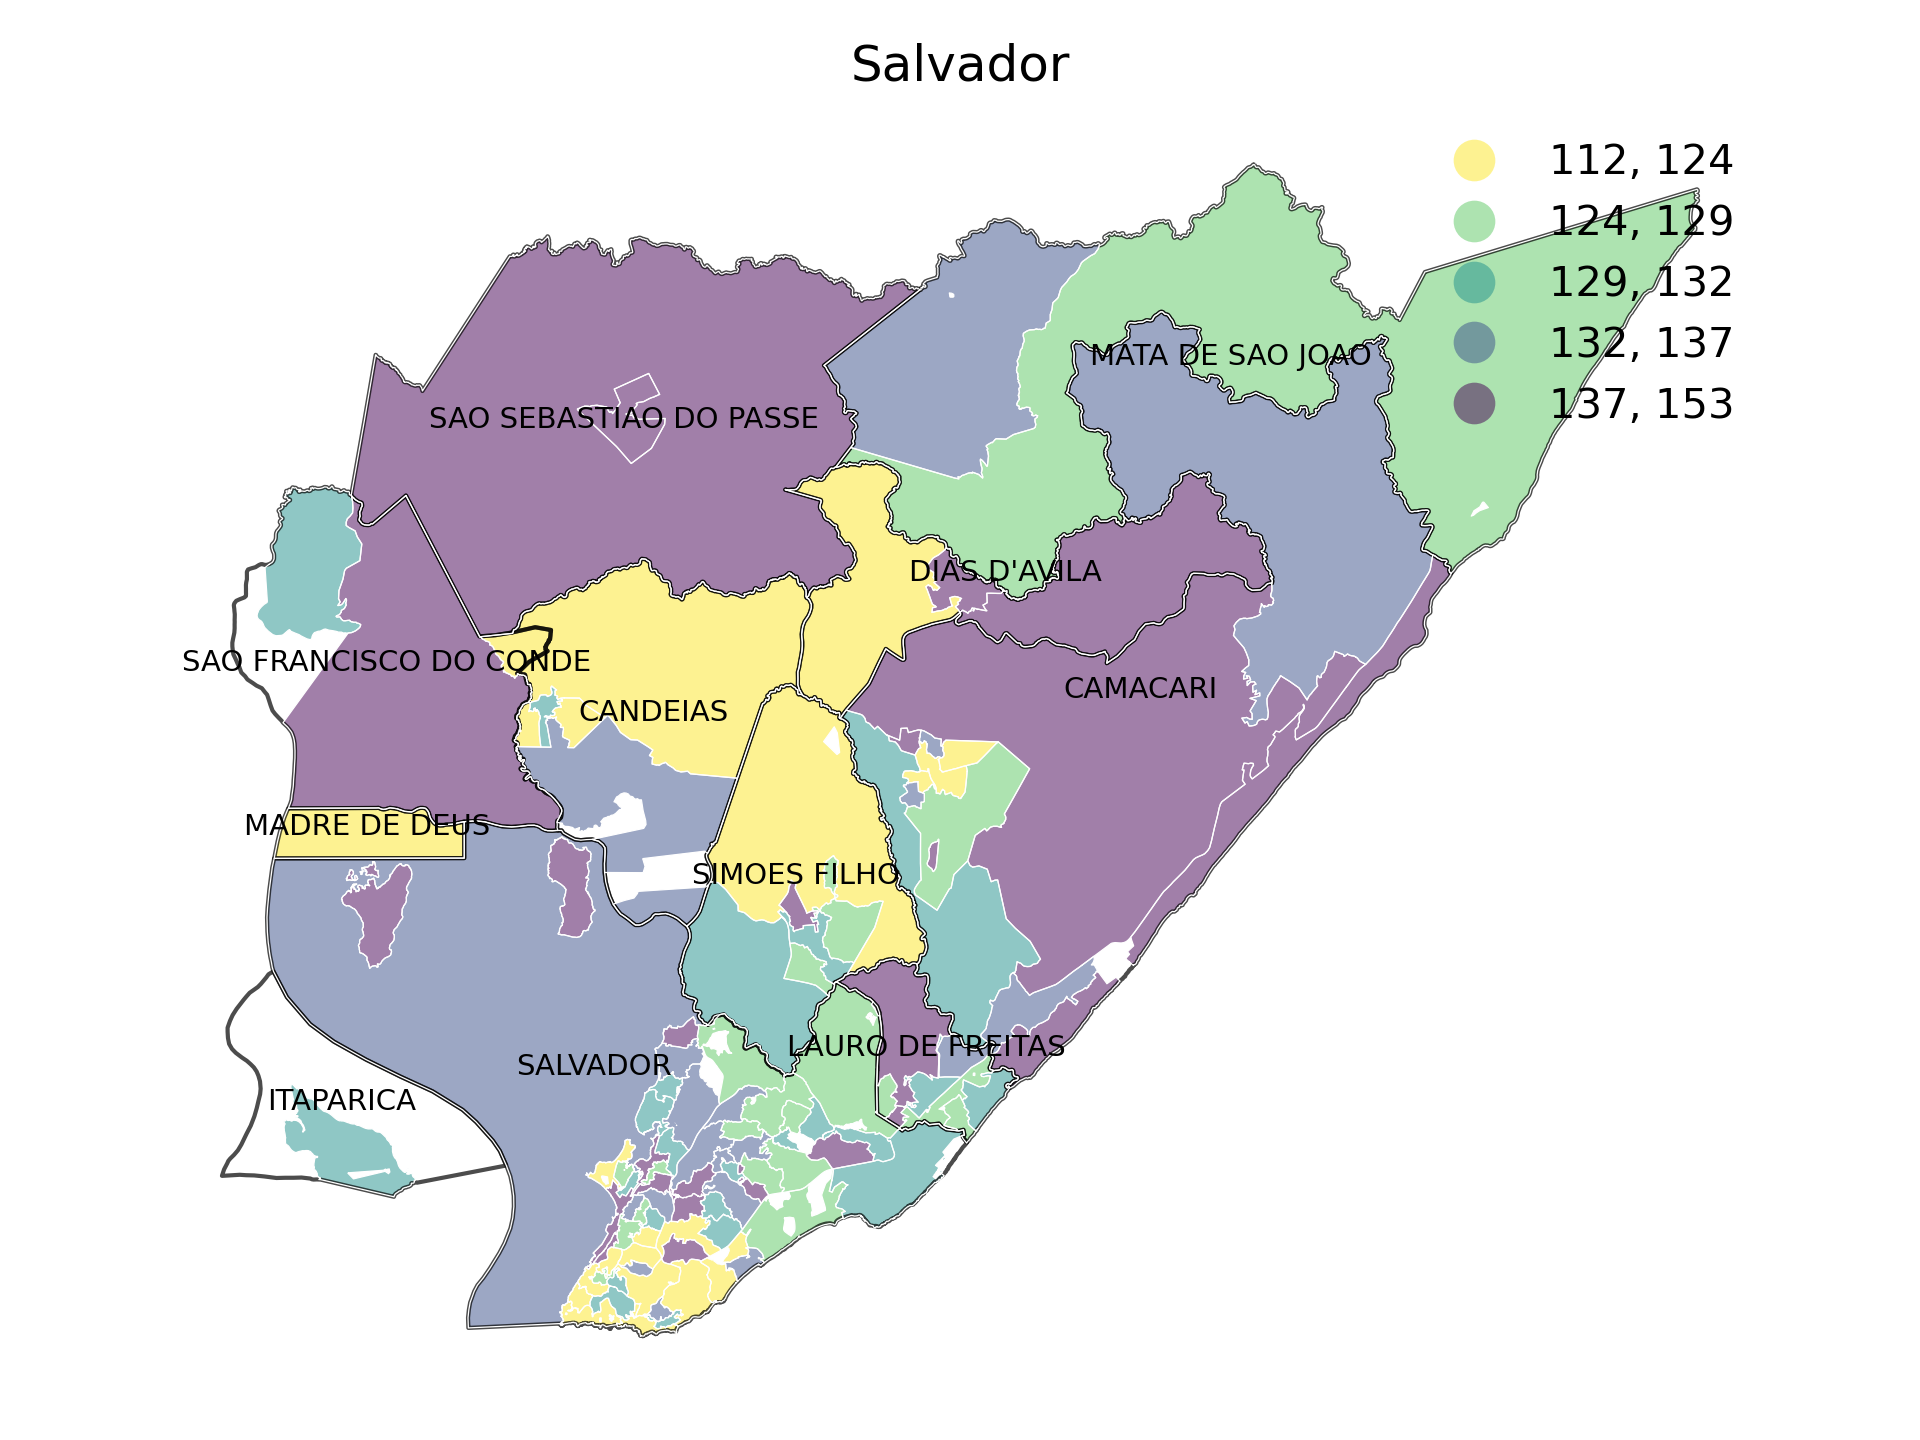 Salvador
112, 124
124, 129
129, 132
132, 137
137, 153
MATA DE SAO JOAO
SAO SEBASTIAO DO PASSE
DIAS D'AVILA
SAO FRANCISCO DO CONDE
CAMACARI
CANDEIAS
MADRE DE DEUS
SIMOES FILHO
LAURO DE FREITAS
SALVADOR
ITAPARICA